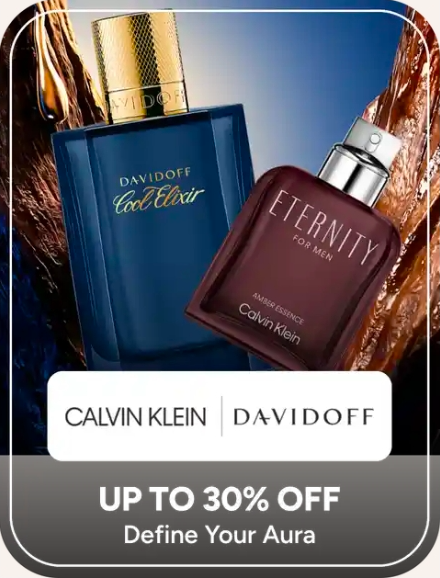 DAVIDOFF
DAVIDOFF
Cool Elixir
ETERNITY
FOR MEN
AMBER ESSENCE
Calvin Klein
CALVIN KLEIN | DAVIDOFF
UP TO 30% OFF
Define Your Aura